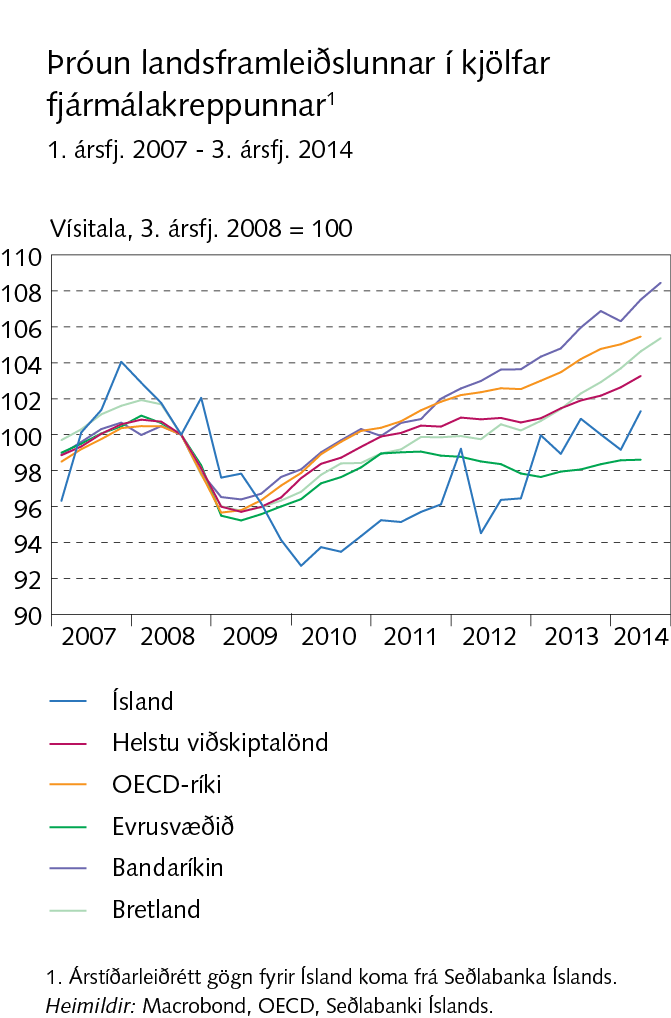 Þróun landsframleiðslunnar í kjölfar
fjármálakreppunnar¹
1. ársfj. 2007 - 3. ársfj. 2014
Vísitala, 3. ársfj. 2008 = 100
110
108
106
104
102
100
98
96
94
92
90
2007 2008 2009 2010 2011 2012 2013 2014
Ísland
Helstu viðskiptalönd
OECD-ríki
Evrusvæðið
Bandaríkin
Bretland
1. Árstíðarleiðrétt gögn fyrir Ísland koma frá Seðlabanka Íslands.
Heimildir: Macrobond, OECD, Seðlabanki Íslands.